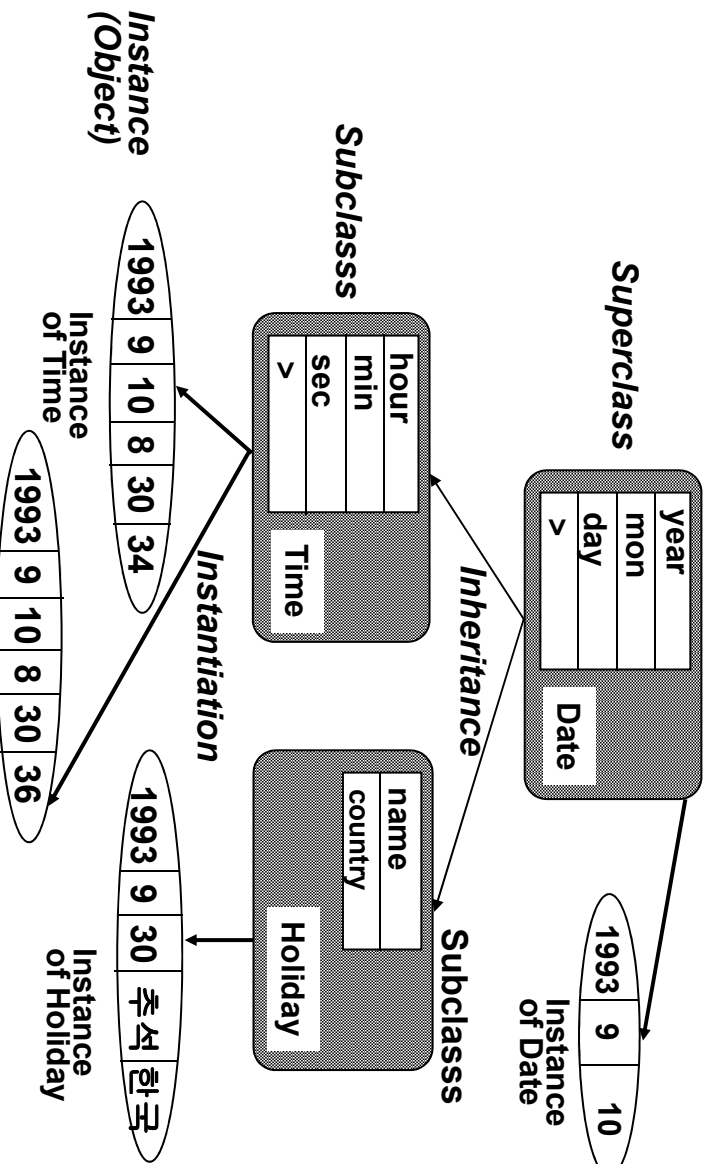 Superclass
year
mon
day
>
Date
1993 9 10
Instance
of Date
Inheritance
Subclasss
hour
min
sec
>
Time
Subclasss
name
country
Holiday
Instantiation
Instance
(Object)
1993 9 10 8 30 34
Instance
of Time
1993 9 10 8 30 36
1993 9 30 추석 한국
Instance
of Holiday